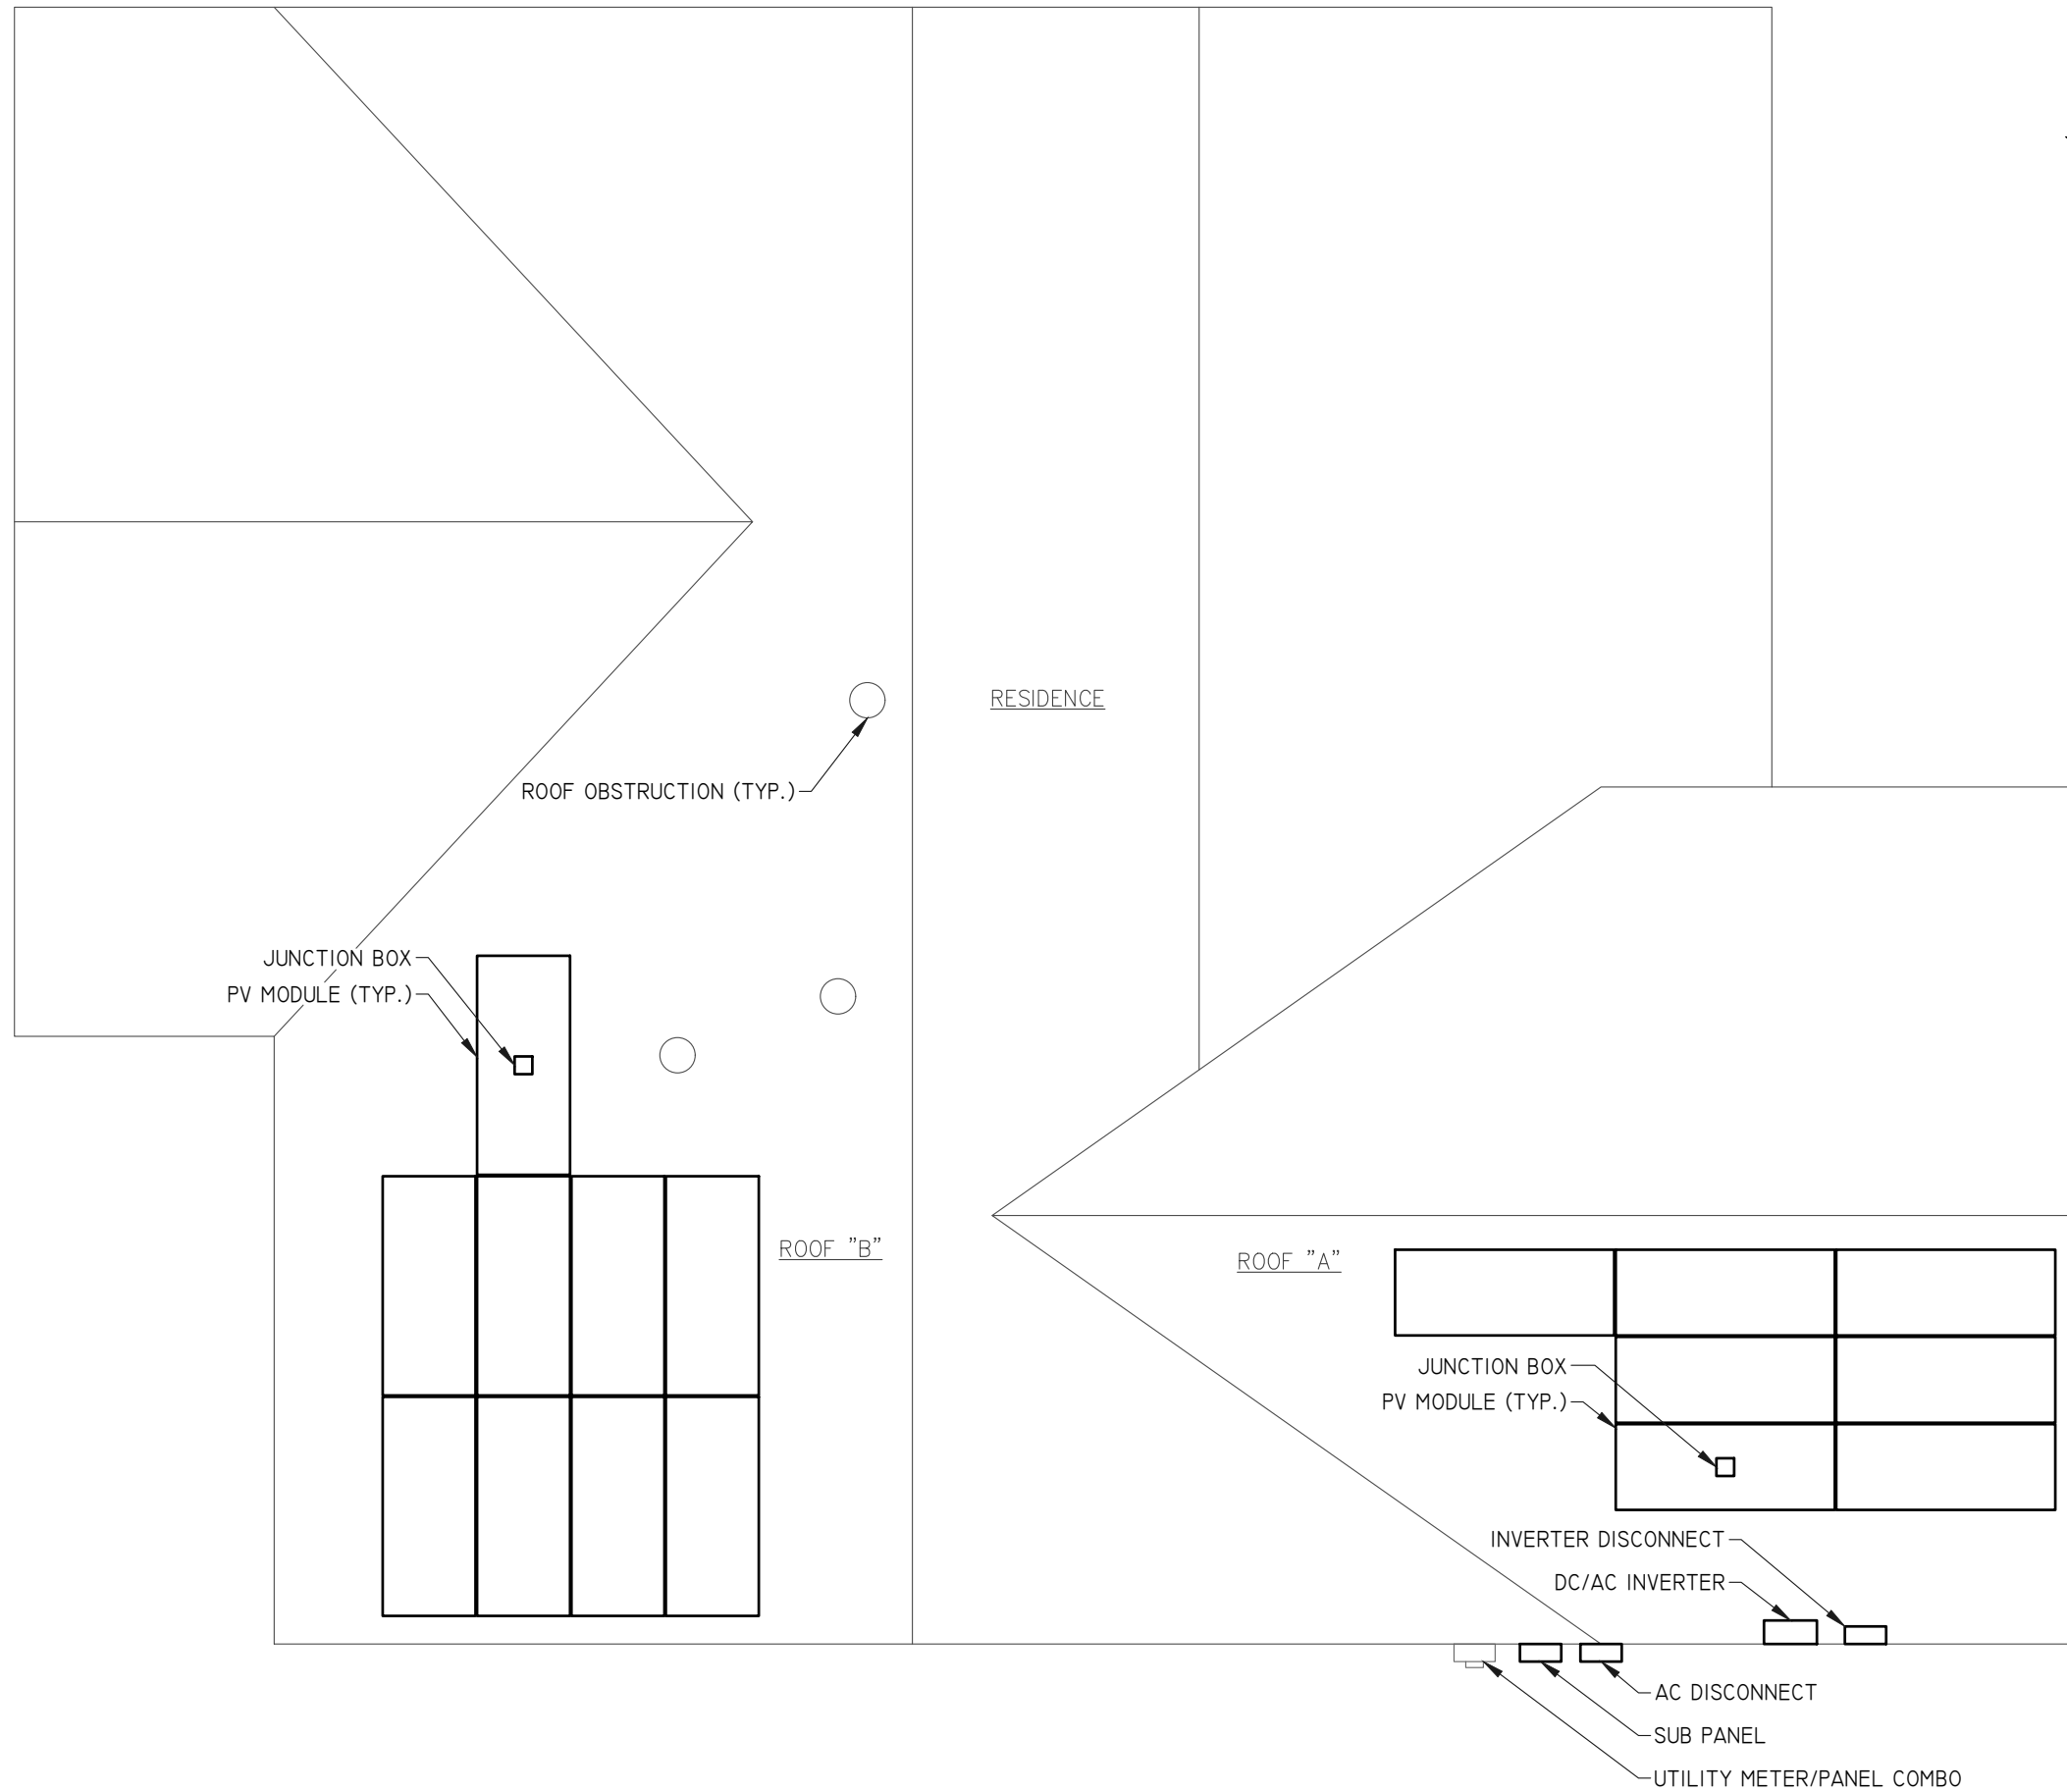 RESIDENCE
ROOF OBSTRUCTION (TYP.)
JUNCTION BOX
PV MODULE (TYP.)
ROOF "B"
ROOF "A"
JUNCTION BOX
PV MODULE (TYP.)
INVERTER DISCONNECT
DC/AC INVERTER
AC DISCONNECT
SUB PANEL
UTILITY METER/PANEL COMBO